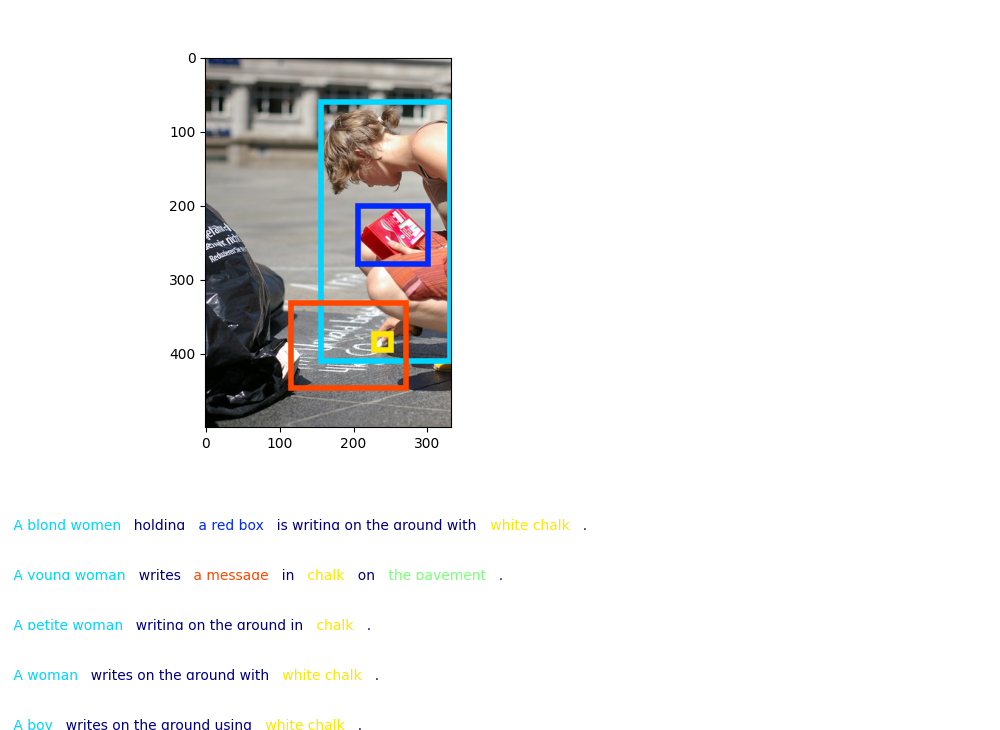 0
100
200
300
400
0 100 200 300
A blond women holding a red box is writing on the ground with white chalk .
A young woman writes a message in chalk on the pavement .
A petite woman writing on the ground in chalk .
A woman writes on the ground with white chalk .
A boy writes on the ground using white chalk .